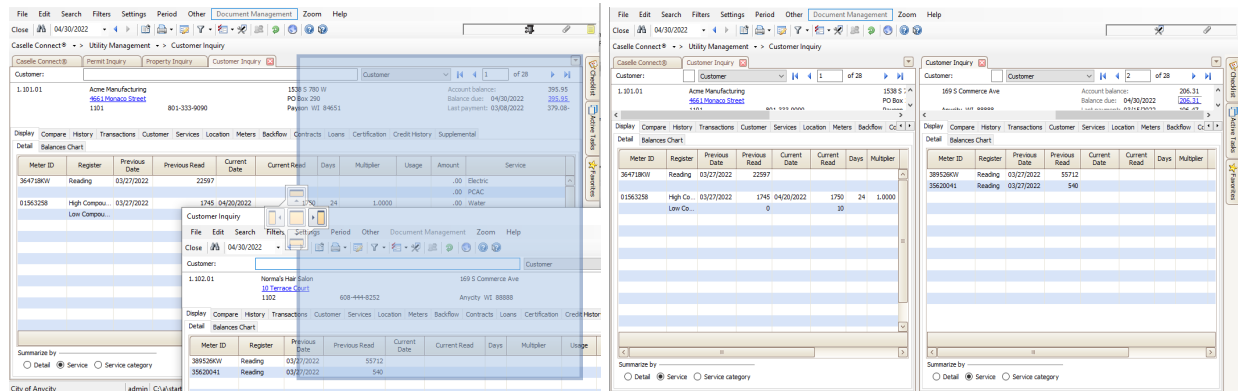 File Edit Search Filters Settings Period Other Document Management Zoom Help
Close 04/30/2022
Caselle Connect® > Utility Management > Customer Inquiry
Caselle Connect® Permit Inquiry Property Inquiry Customer Inquiry
Customer: Customer 1 of 28
1.101.01 Acme Manufacturing 1538 S 780 W Account balance: 395.95
4661 Monaco Street PO Box 290 Balance due: 04/30/2022 395.95
1101 801-333-9090 Payson WI 84651 Last payment: 03/08/2022 379.08-
Display Compare History Transactions Customer Services Location Meters Backflow Contracts Loans Certification Credit History Supplemental
Detail Balances Chart
Meter ID Register Previous Date Previous Read Current Date Current Read Days Multiplier Usage Amount Service
364718KW Reading 03/27/2022 22597 .00 Electric
.00 PCAC
01563258 High Compou... 03/27/2022 1745 04/20/2022 1750 24 1.0000 .00 Water
Low Compou...
Customer Inquiry
File Edit Search Filters Settings Period Other Document Management Zoom Help
Close 04/30/2022
Customer: Customer
1.102.01 Norma's Hair Salon 169 S Commerce Ave
10 Terrace Court
1102 608-444-8252 Anycity WI 88888
Display Compare History Transactions Customer Services Location Meters Backflow Contracts Loans Certification Credit Histor
Detail Balances Chart
Meter ID Register Previous Date Previous Read Current Date Current Read Days Multiplier Usage
389526KW Reading 03/27/2022 55712
35620041 Reading 03/27/2022 540
Summarize by
Detail Service Service category
City of Anycity admin C:\a\start
Checklist
Active Tasks
Favorites
File Edit Search Filters Settings Period Other Document Management Zoom Help
Close 04/30/2022
Caselle Connect® > Utility Management > Customer Inquiry
Caselle Connect® Customer Inquiry
Customer: Customer 1 of 28
1.101.01 Acme Manufacturing 1538 S
4661 Monaco Street PO Box
1101 801-333-9090 Payson
Display Compare History Transactions Customer Services Location Meters Backflow Co
Detail Balances Chart
Meter ID Register Previous Date Previous Read Current Date Current Read Days Multiplier
364718KW Reading 03/27/2022 22597
01563258 High Co... 03/27/2022 1745 04/20/2022 1750 24 1.0000
Low Co... 0 10
Summarize by
Detail Service Service category
Customer Inquiry
Customer: Customer 2 of 28
169 S Commerce Ave Account balance: 206.31
Balance due: 04/30/2022 206.31
Anycity WI 88888 Last payment: 03/15/2022
Display Compare History Transactions Customer Services Location Meters Backflow Cc
Detail Balances Chart
Meter ID Register Previous Date Previous Read Current Date Current Read Days Multiplier
389526KW Reading 03/27/2022 55712
35620041 Reading 03/27/2022 540
Summarize by
Detail Service Service category
Checklist
Active Tasks
Favorites